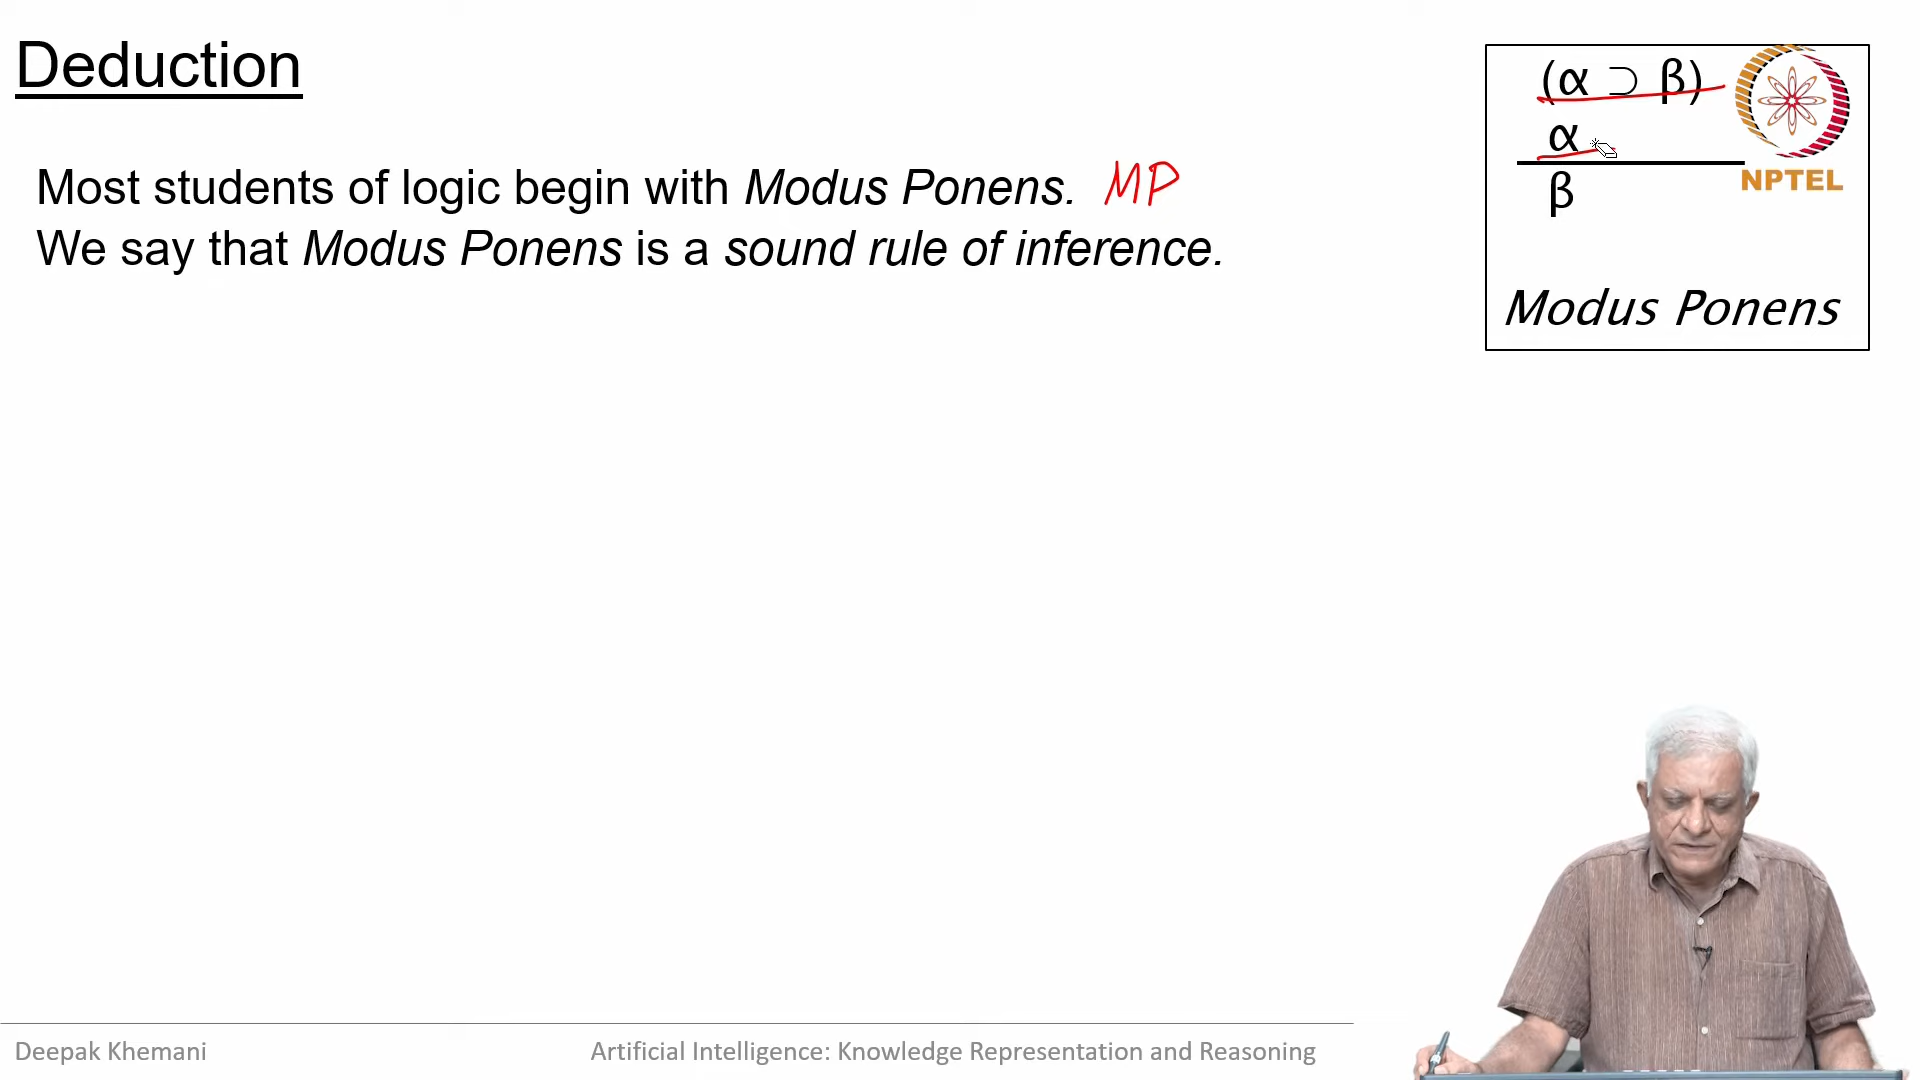 Deduction
Most students of logic begin with Modus Ponens. MP
We say that Modus Ponens is a sound rule of inference.
(α ⊃ β)
α
β
Modus Ponens
NPTEL
Deepak Khemani
Artificial Intelligence: Knowledge Representation and Reasoning